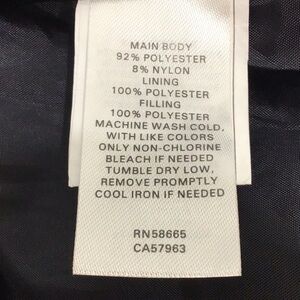 MAIN BODY
92% POLYESTER
8% NYLON
LINING
100% POLYESTER
FILLING
100% POLYESTER
MACHINE WASH COLD,
WITH LIKE COLORS
ONLY NON-CHLORINE
BLEACH IF NEEDED
TUMBLE DRY LOW,
REMOVE PROMPTLY
COOL IRON IF NEEDED
RN58665
CA57963